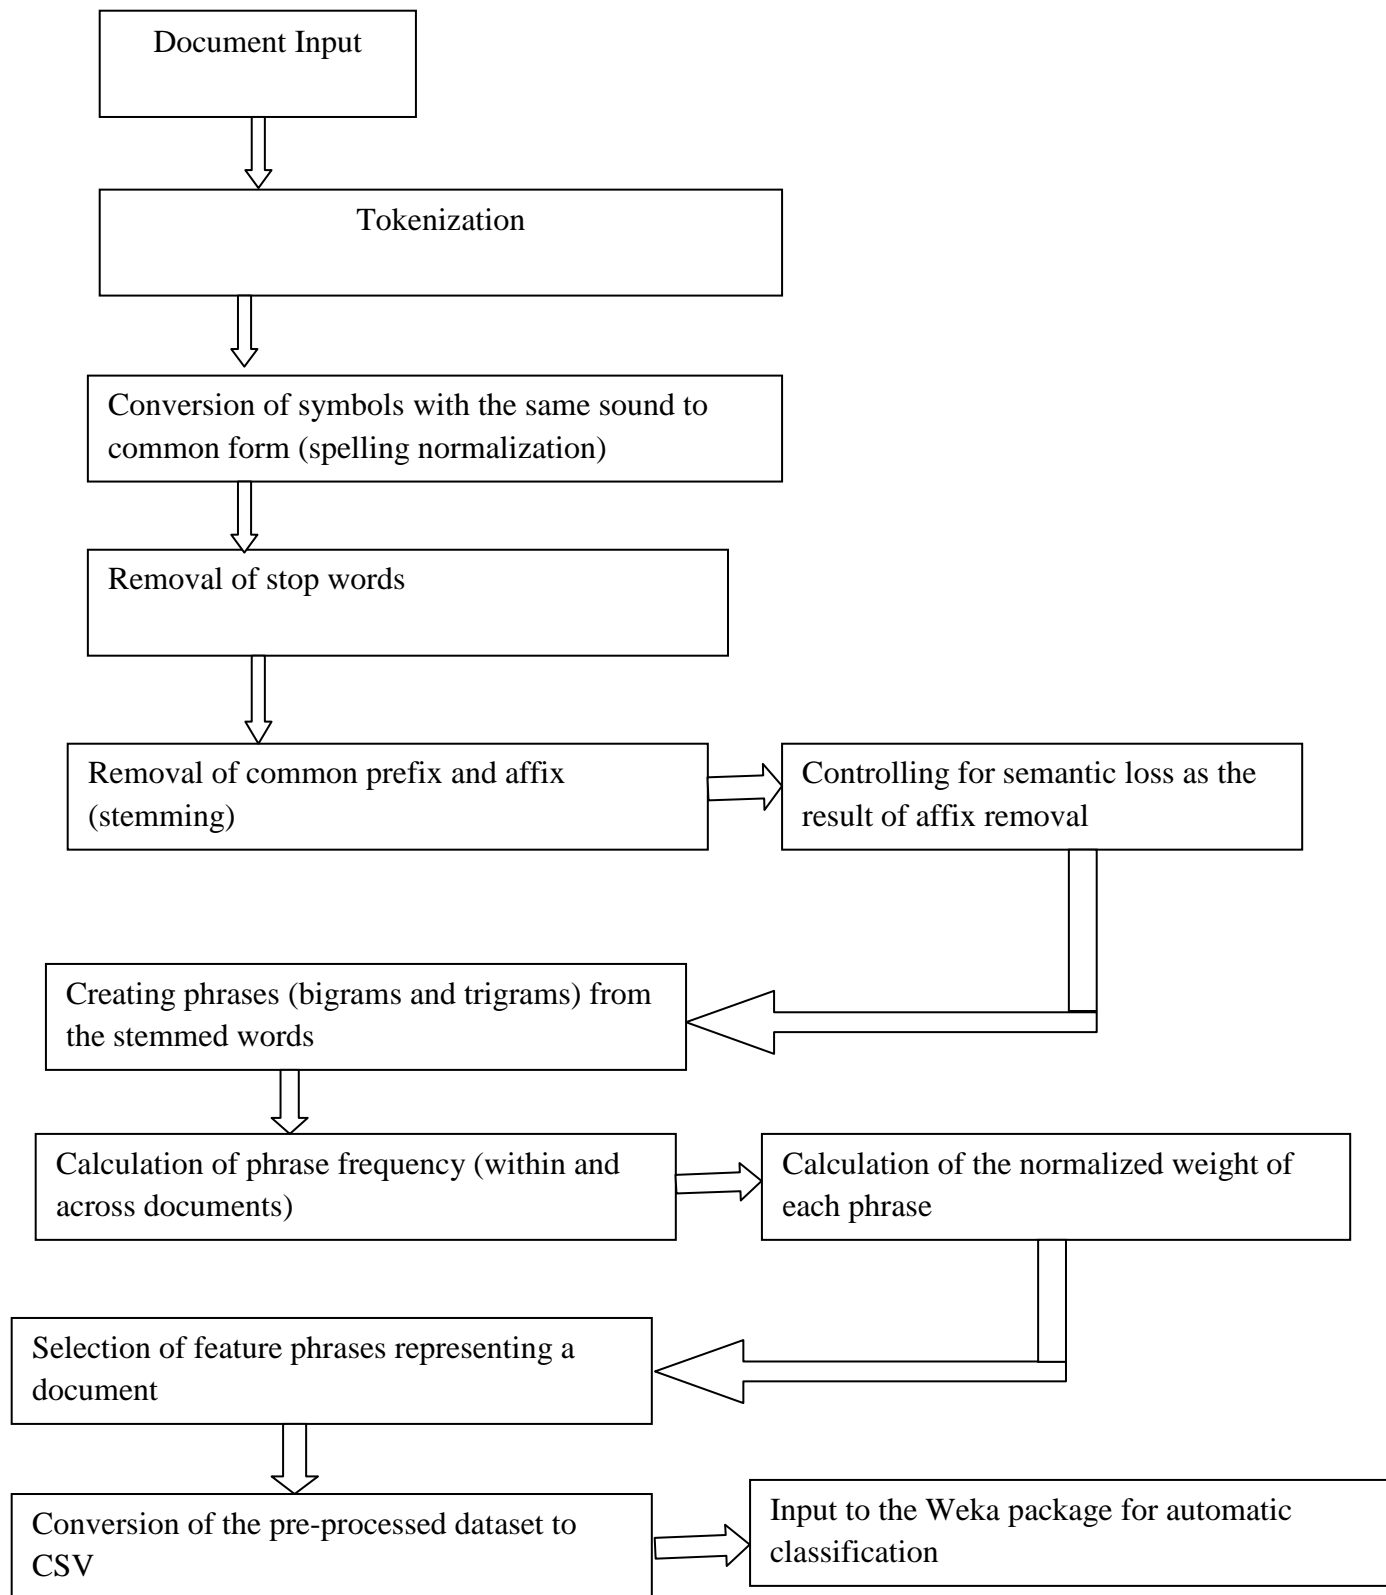 Document Input
Tokenization
Conversion of symbols with the same sound to
common form (spelling normalization)
Removal of stop words
Removal of common prefix and affix
(stemming)
Controlling for semantic loss as the
result of affix removal
Creating phrases (bigrams and trigrams) from
the stemmed words
Calculation of phrase frequency (within and
across documents)
Calculation of the normalized weight of
each phrase
Selection of feature phrases representing a
document
Conversion of the pre-processed dataset to
CSV
Input to the Weka package for automatic
classification